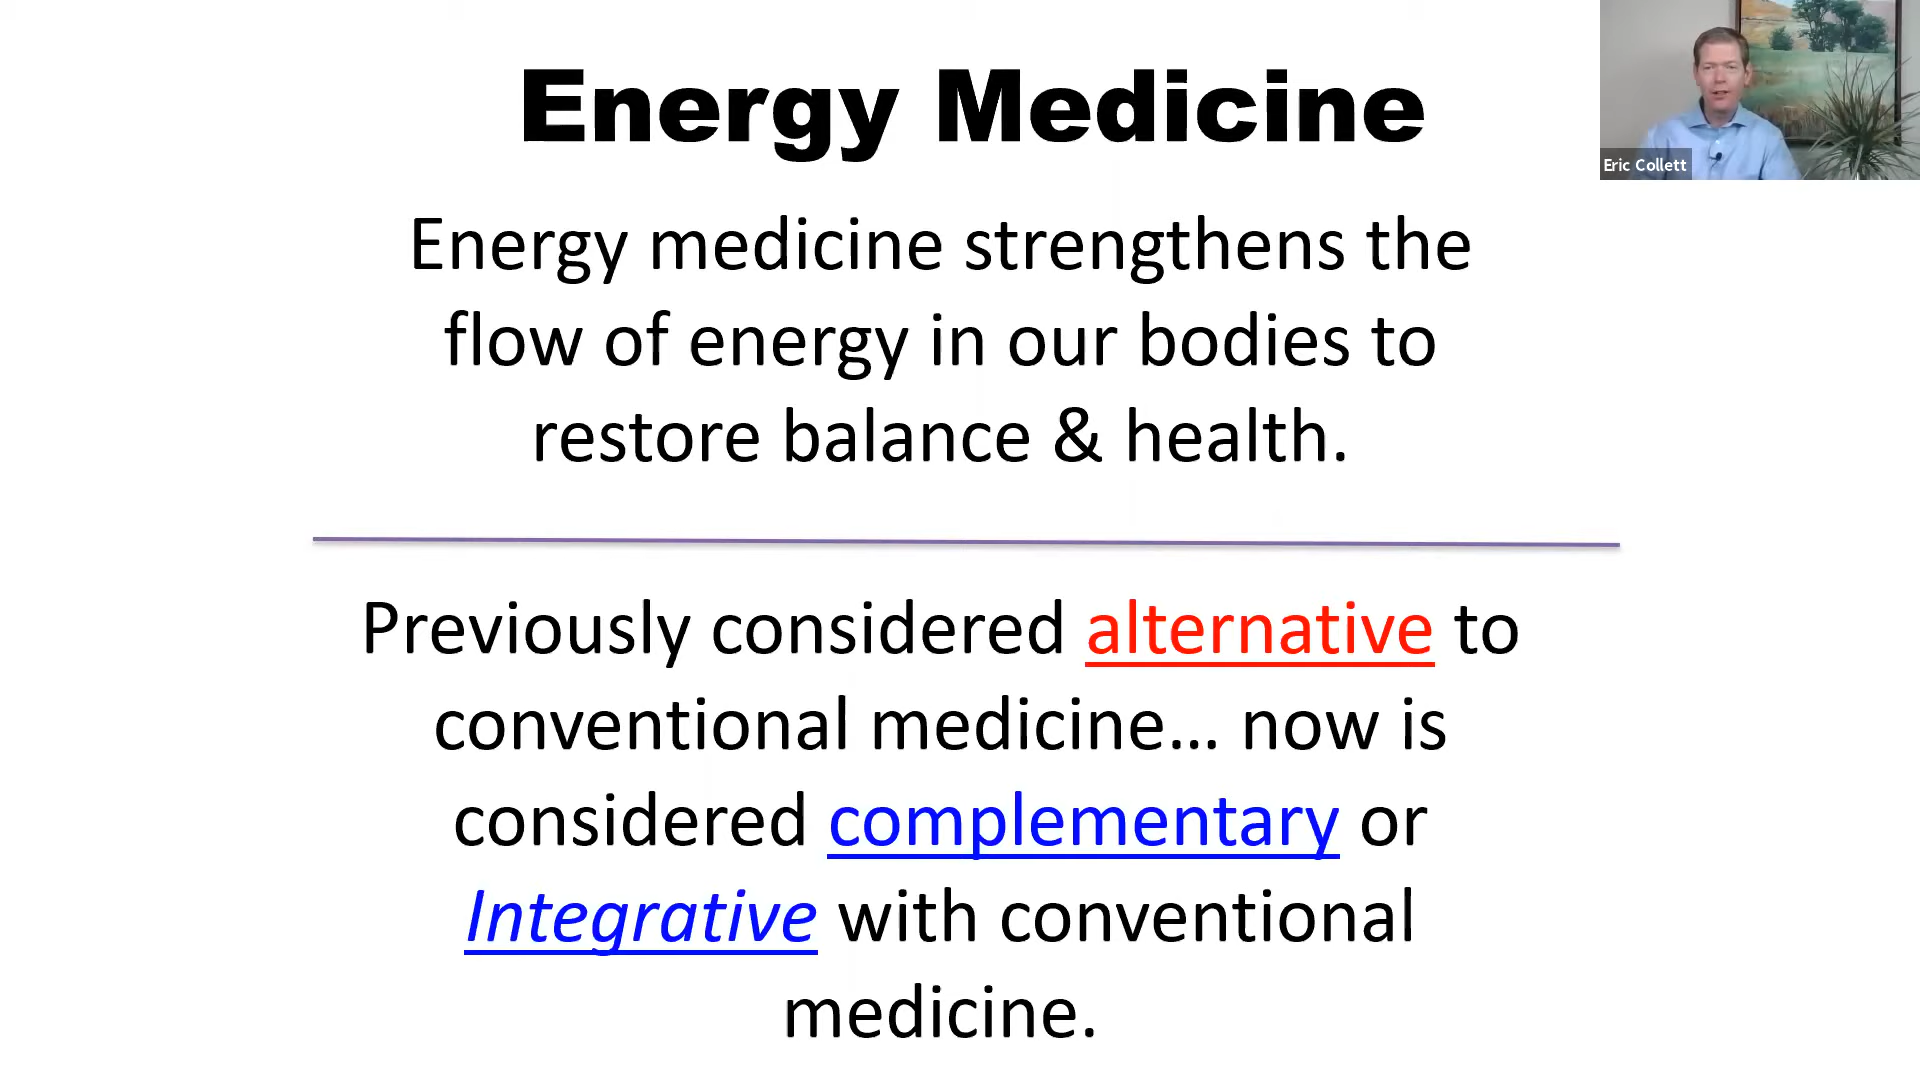 Energy Medicine
Eric Collett
Energy medicine strengthens the
flow of energy in our bodies to
restore balance & health.
Previously considered alternative to
conventional medicine... now is
considered complementary or
Integrative with conventional
medicine.